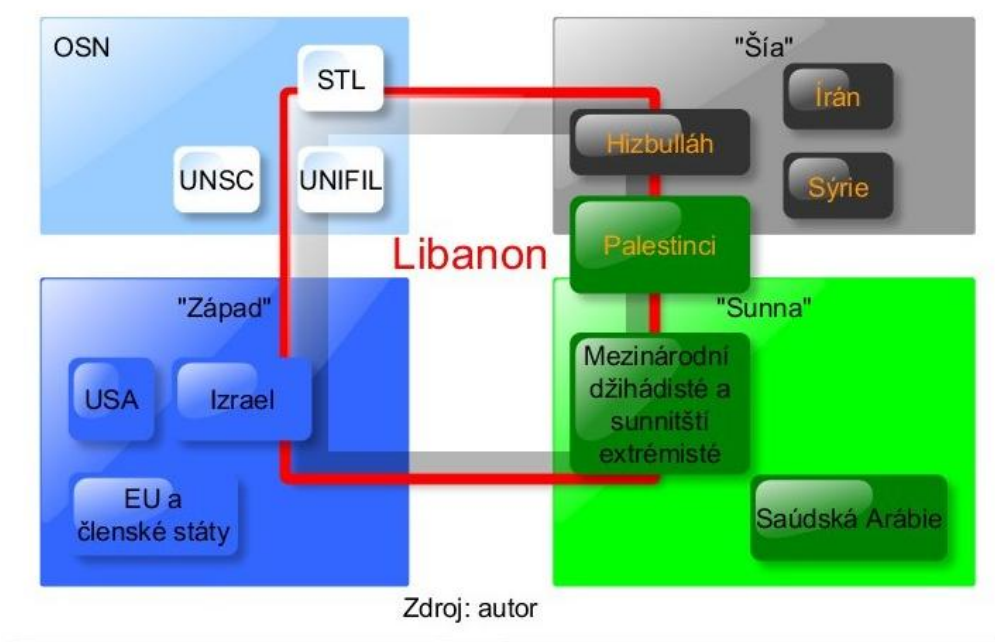 OSN
STL
UNSC
UNIFIL
"Šía"
Írán
Hizbulláh
Sýrie
Palestinci
Libanon
"Západ"
USA
Izrael
EU a
členské státy
"Sunna"
Mezinárodní
džihádisté a
sunnitští
extrémisté
Saúdská Arábie
Zdroj: autor